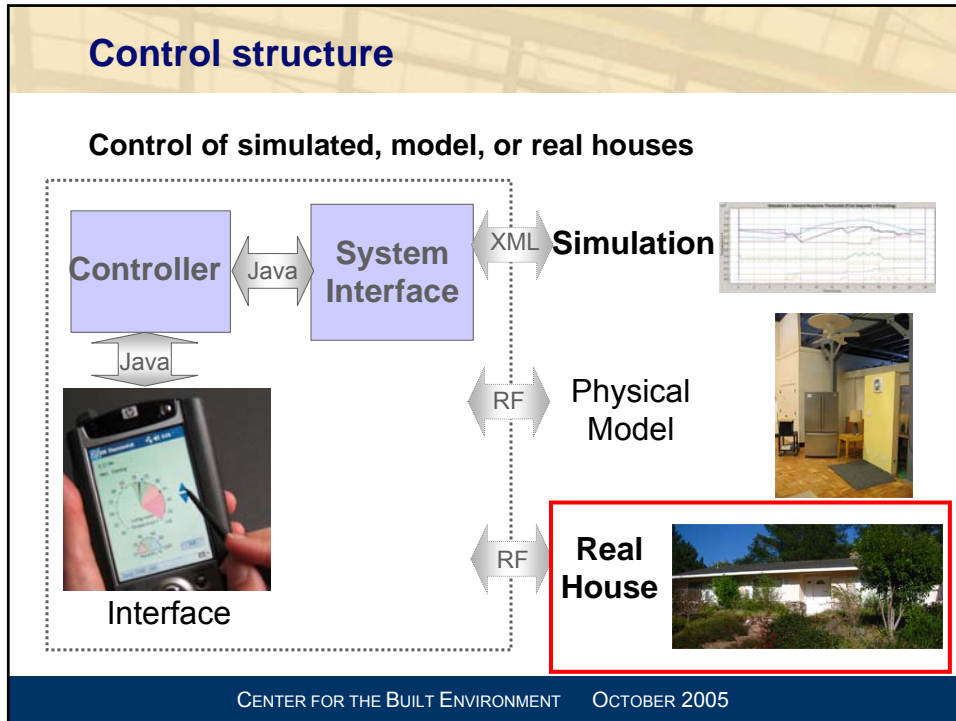 Control structure
Control of simulated, model, or real houses
Controller
Java
System
Interface
XML
Simulation
Java
RF
Physical
Model
Interface
RF
Real
House
CENTER FOR THE BUILT ENVIRONMENT OCTOBER 2005